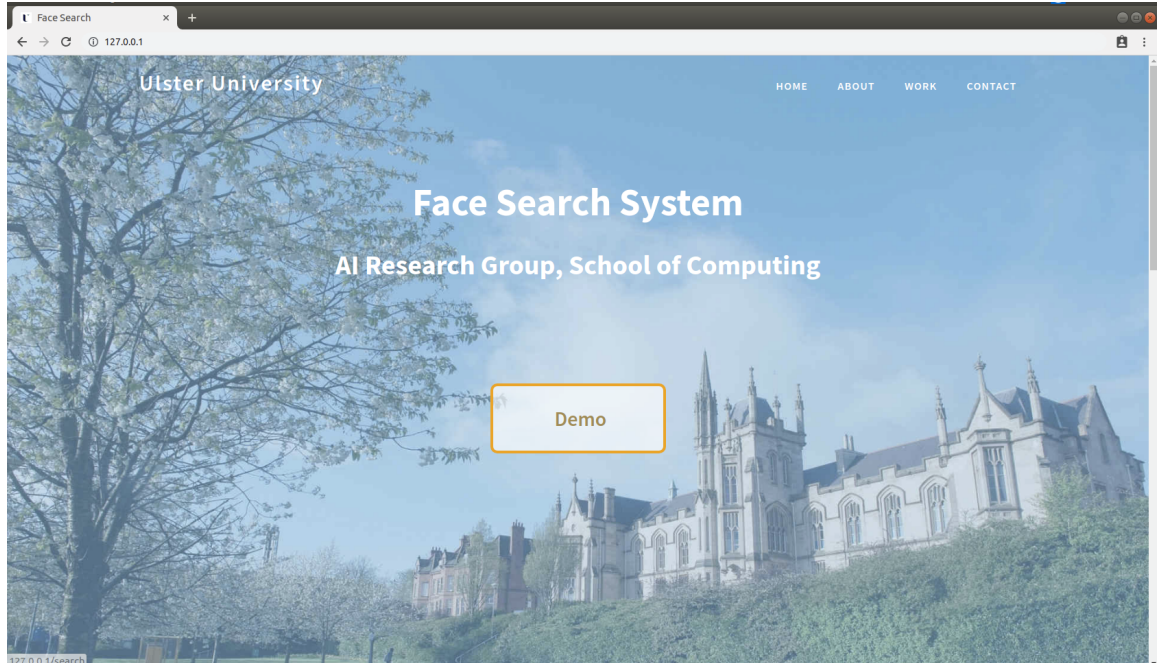 Face Search
127.0.0.1
Ulster University
HOME ABOUT WORK CONTACT
Face Search System
AI Research Group, School of Computing
Demo
127.0.0.1/search